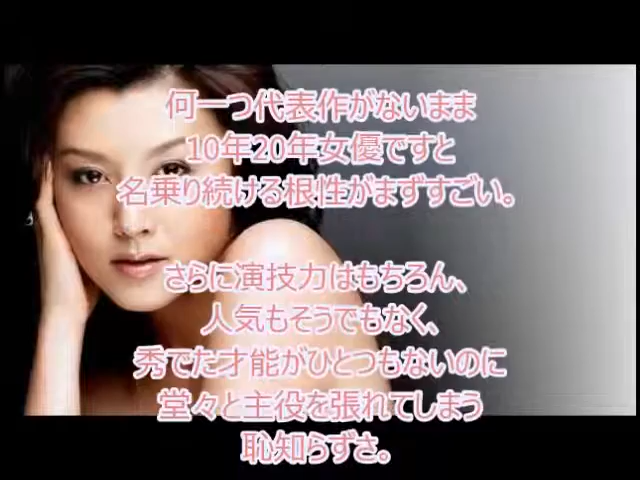 何一つ代表作がないまま
10年20年女優ですと
名乗り続ける根性がまずすごい。
さらに演技力はもちろん、
人気もそうでもなく、
秀でた才能がひとつもないのに
堂々と主役を張れてしまう
恥知らずさ。